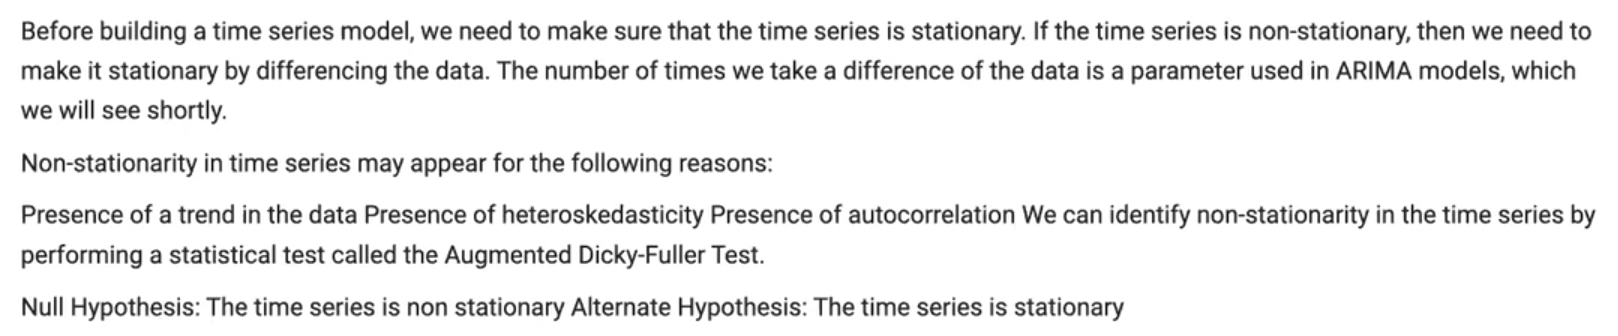 Before building a time series model, we need to make sure that the time series is stationary. If the time series is non-stationary, then we need to
make it stationary by differencing the data. The number of times we take a difference of the data is a parameter used in ARIMA models, which
we will see shortly.
Non-stationarity in time series may appear for the following reasons:
Presence of a trend in the data Presence of heteroskedasticity Presence of autocorrelation We can identify non-stationarity in the time series by
performing a statistical test called the Augmented Dicky-Fuller Test.
Null Hypothesis: The time series is non stationary Alternate Hypothesis: The time series is stationary